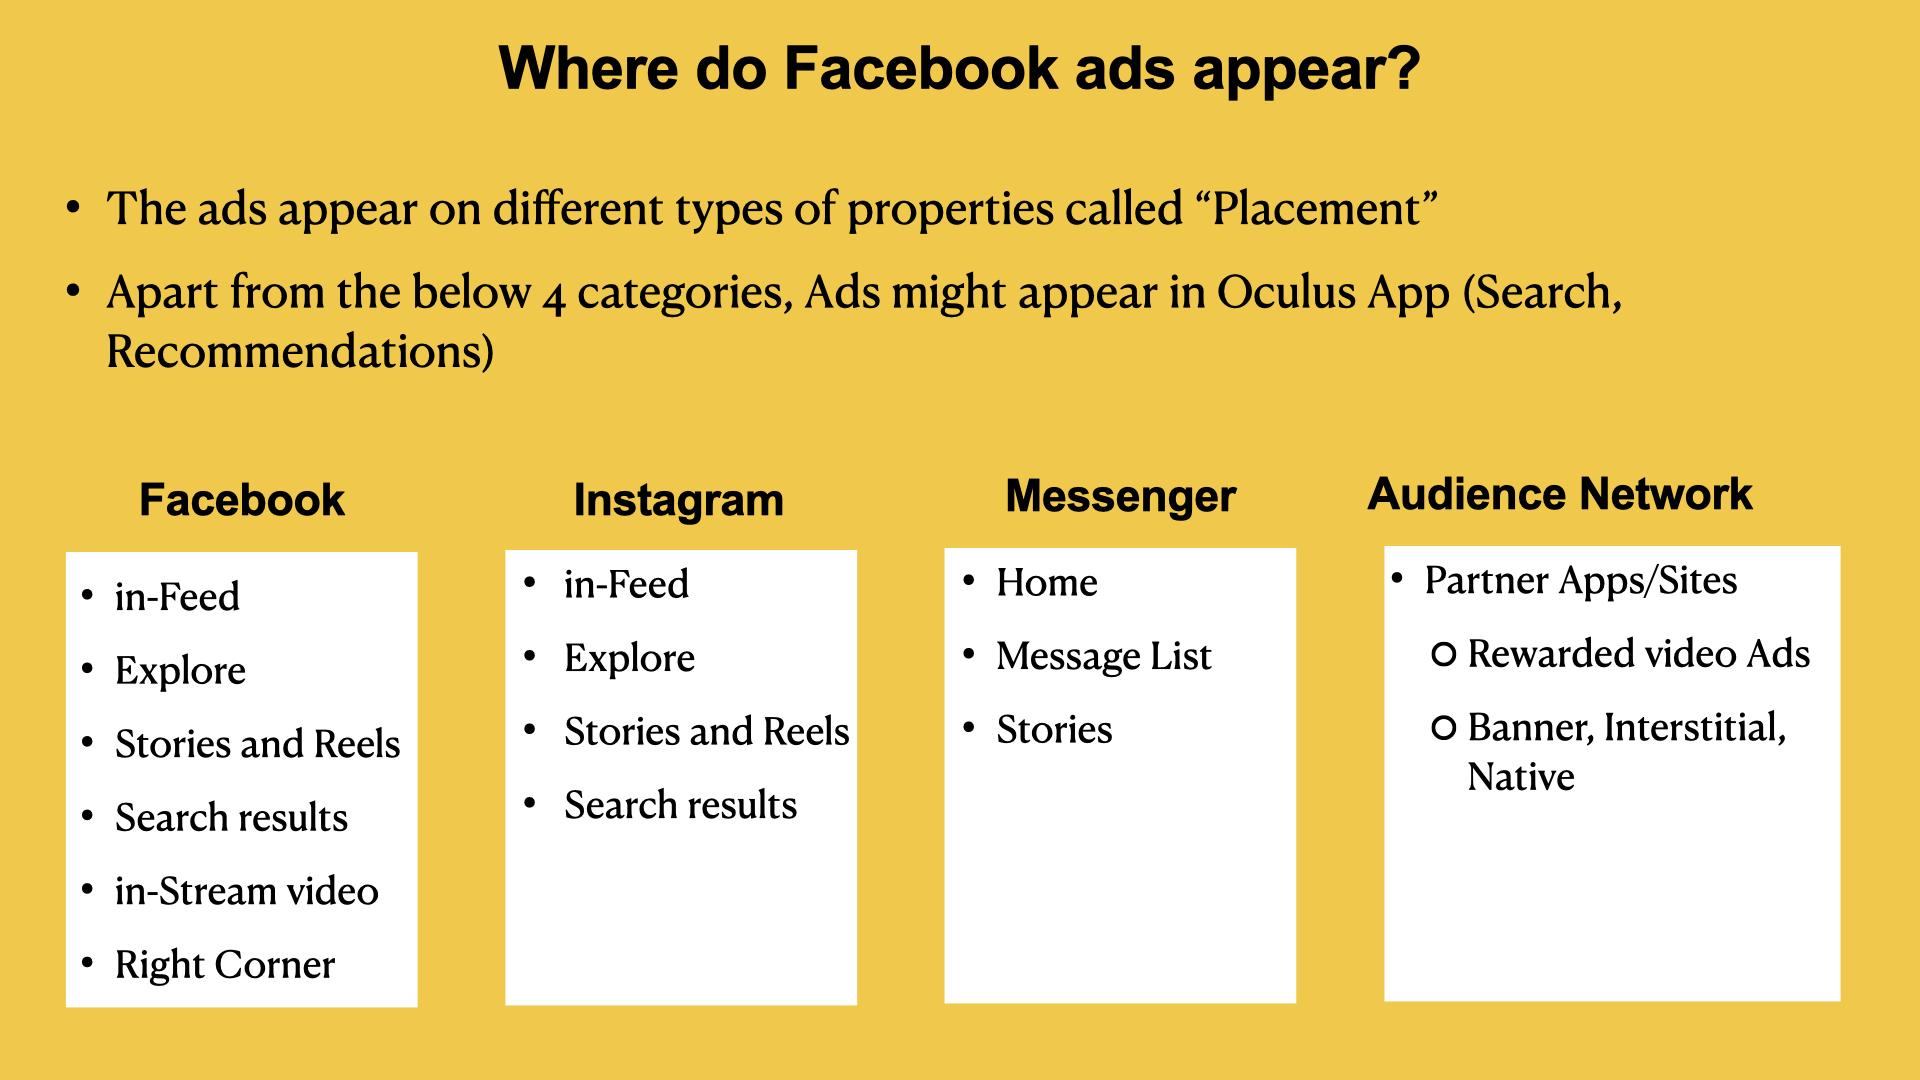 Where do Facebook ads appear?
• The ads appear on different types of properties called “Placement”
• Apart from the below 4 categories, Ads might appear in Oculus App (Search,
Recommendations)
Facebook
• in-Feed
• Explore
• Stories and Reels
• Search results
• in-Stream video
• Right Corner
Instagram
• in-Feed
• Explore
• Stories and Reels
• Search results
Messenger
• Home
• Message List
• Stories
Audience Network
• Partner Apps/Sites
○ Rewarded video Ads
○ Banner, Interstitial,
Native